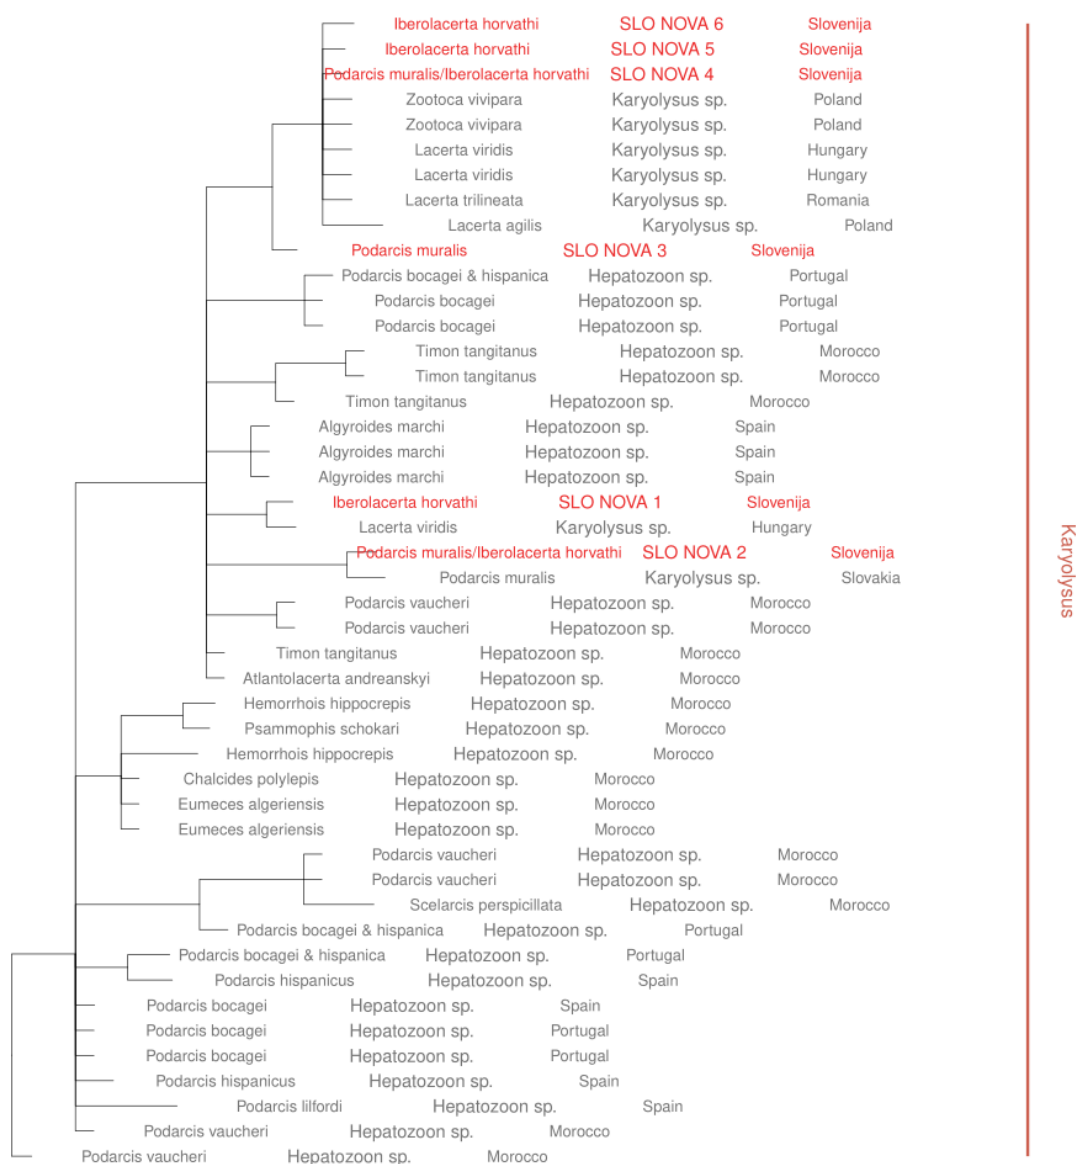 Iberolacerta horvathi SLO NOVA 6 Slovenija
Iberolacerta horvathi SLO NOVA 5 Slovenija
Podarcis muralis/Iberolacerta horvathi SLO NOVA 4 Slovenija
Zootoca vivipara Karyolysus sp. Poland
Zootoca vivipara Karyolysus sp. Poland
Lacerta viridis Karyolysus sp. Hungary
Lacerta viridis Karyolysus sp. Hungary
Lacerta trilineata Karyolysus sp. Romania
Lacerta agilis Karyolysus sp. Poland
Podarcis muralis SLO NOVA 3 Slovenija
Podarcis bocagei & hispanica Hepatozoon sp. Portugal
Podarcis bocagei Hepatozoon sp. Portugal
Podarcis bocagei Hepatozoon sp. Portugal
Timon tangitanus Hepatozoon sp. Morocco
Timon tangitanus Hepatozoon sp. Morocco
Timon tangitanus Hepatozoon sp. Morocco
Algyroides marchi Hepatozoon sp. Spain
Algyroides marchi Hepatozoon sp. Spain
Algyroides marchi Hepatozoon sp. Spain
Iberolacerta horvathi SLO NOVA 1 Slovenija
Lacerta viridis Karyolysus sp. Hungary
Podarcis muralis/Iberolacerta horvathi SLO NOVA 2 Slovenija
Podarcis muralis Karyolysus sp. Slovakia
Podarcis vaucheri Hepatozoon sp. Morocco
Podarcis vaucheri Hepatozoon sp. Morocco
Timon tangitanus Hepatozoon sp. Morocco
Atlantolacerta andreanskyi Hepatozoon sp. Morocco
Hemorrhois hippocrepis Hepatozoon sp. Morocco
Psammophis schokari Hepatozoon sp. Morocco
Hemorrhois hippocrepis Hepatozoon sp. Morocco
Chalcides polylepis Hepatozoon sp. Morocco
Eumeces algeriensis Hepatozoon sp. Morocco
Eumeces algeriensis Hepatozoon sp. Morocco
Podarcis vaucheri Hepatozoon sp. Morocco
Podarcis vaucheri Hepatozoon sp. Morocco
Scelarcis perspicillata Hepatozoon sp. Morocco
Podarcis bocagei & hispanica Hepatozoon sp. Portugal
Podarcis bocagei & hispanica Hepatozoon sp. Portugal
Podarcis hispanicus Hepatozoon sp. Spain
Podarcis bocagei Hepatozoon sp. Spain
Podarcis bocagei Hepatozoon sp. Portugal
Podarcis bocagei Hepatozoon sp. Portugal
Podarcis hispanicus Hepatozoon sp. Spain
Podarcis lilfordi Hepatozoon sp. Spain
Podarcis vaucheri Hepatozoon sp. Morocco
Podarcis vaucheri Hepatozoon sp. Morocco
Karyolysus